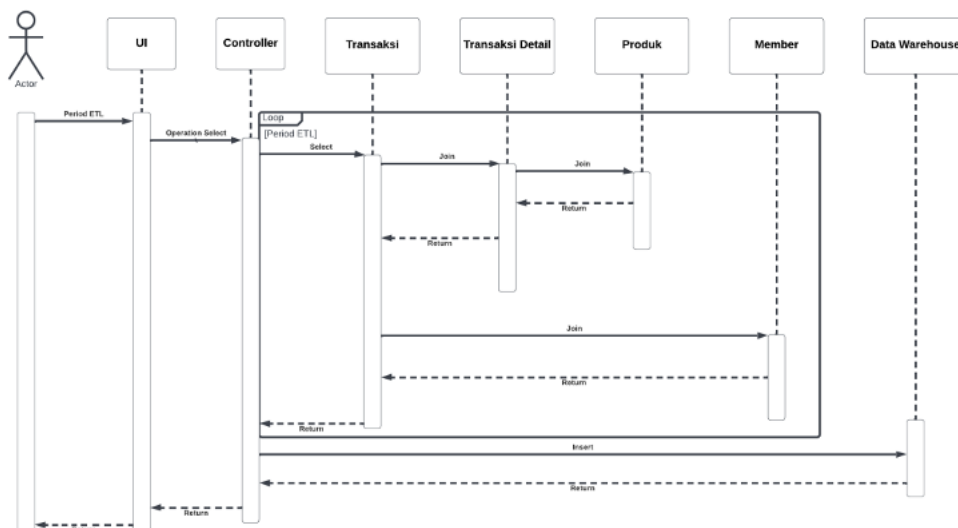 UI
Controller
Transaksi
Transaksi Detail
Produk
Member
Data Warehouse
Actor
Period ETL
Operation Select
Loop
[Period ETL]
Select
Join
Join
Return
Return
Join
Return
Return
Insert
Return
Return